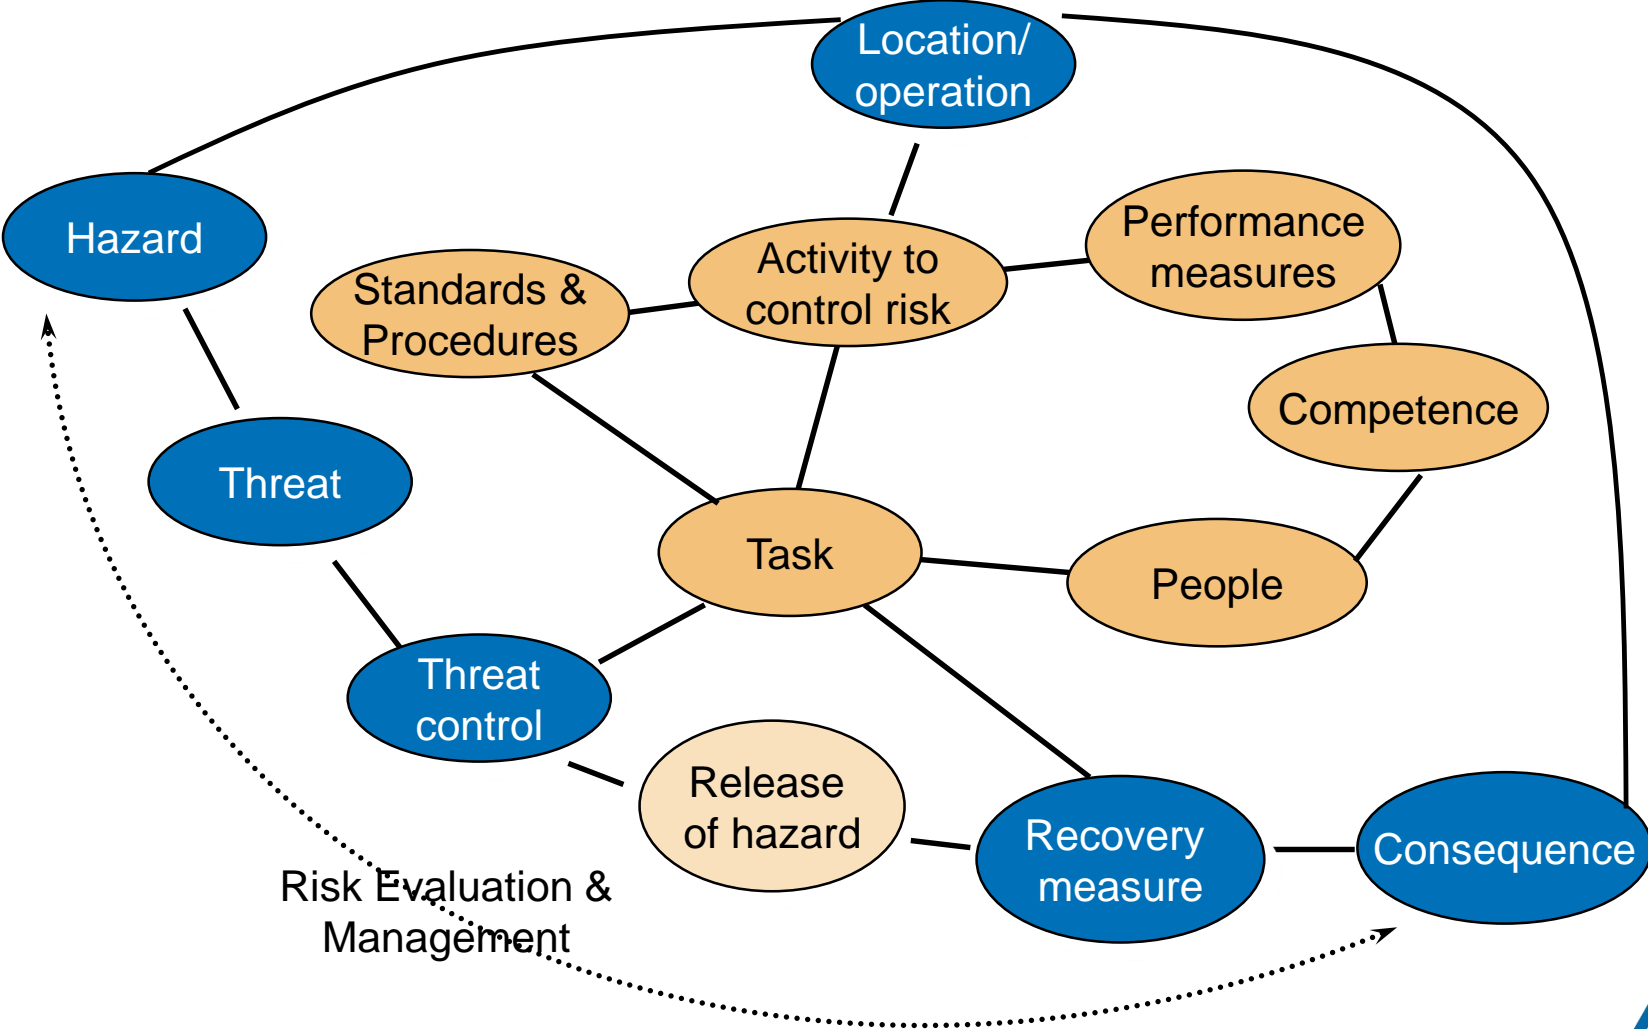 Location/
operation
Hazard
Performance
measures
Activity to
control risk
Standards &
Procedures
Competence
Threat
Task
People
Threat
control
Release
of hazard
Recovery
measure
Consequence
Risk Evaluation &
Management